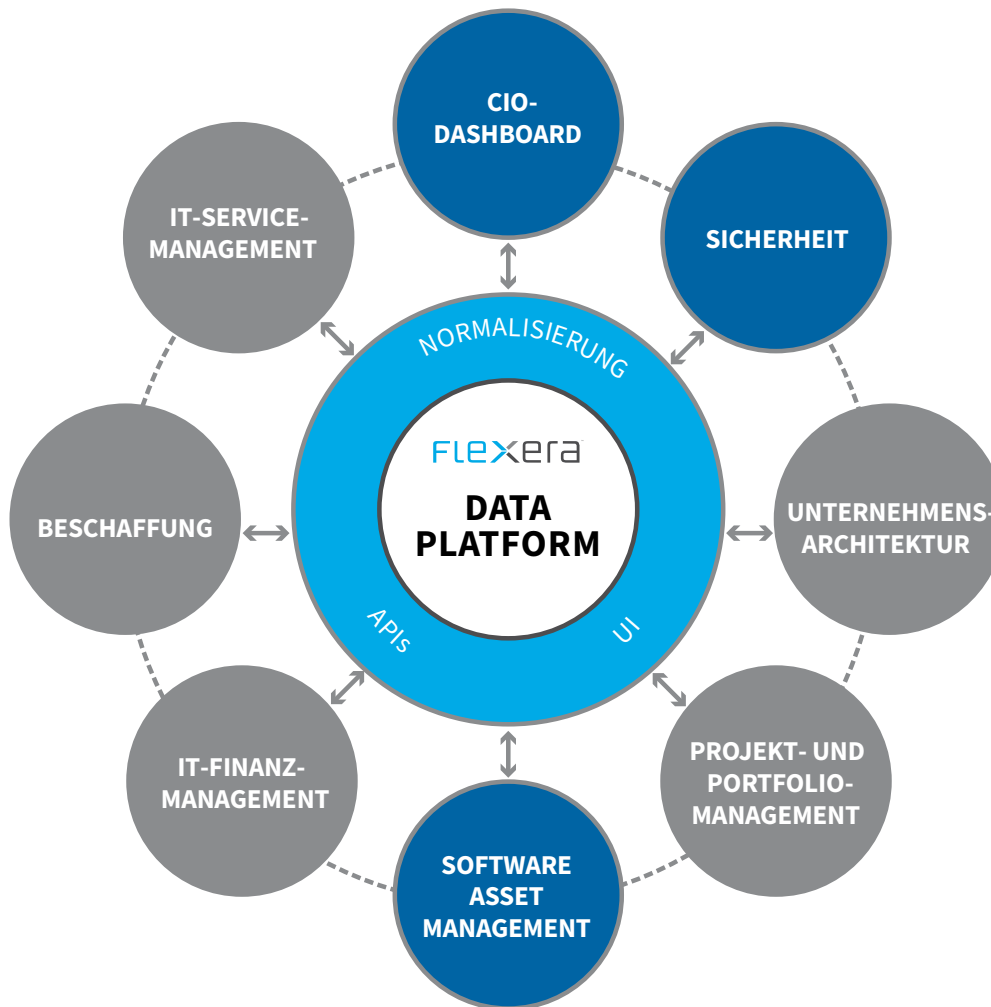 CIO-
DASHBOARD
SICHERHEIT
UNTERNEHMENS-
ARCHITEKTUR
PROJEKT- UND
PORTFOLIO-
MANAGEMENT
SOFTWARE
ASSET
MANAGEMENT
IT-FINANZ-
MANAGEMENT
BESCHAFFUNG
IT-SERVICE-
MANAGEMENT
NORMALISIERUNG
UI
APIs
FLEXERA
DATA
PLATFORM